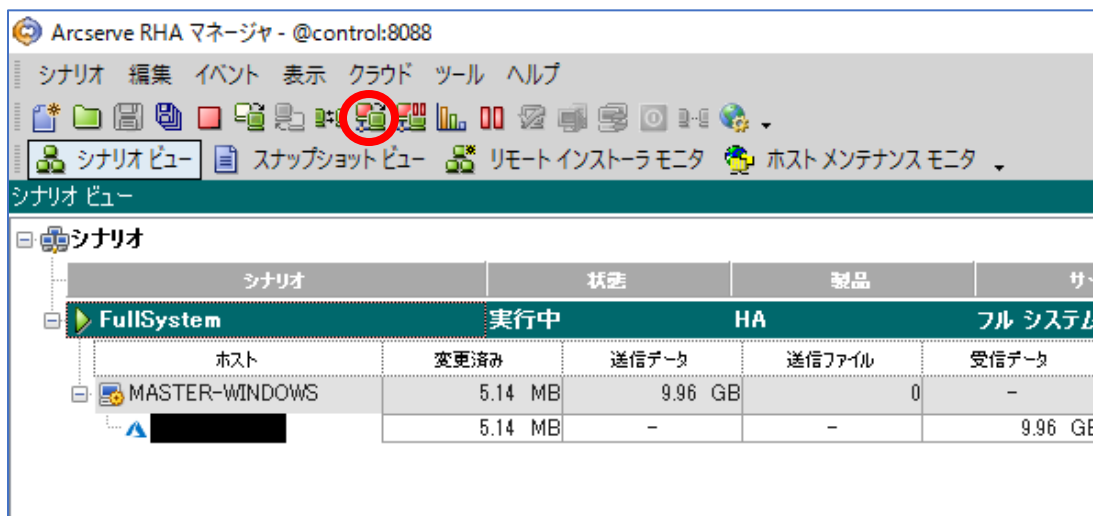 Arcserve RHA マネージャ - @control:8088
シナリオ 編集 イベント 表示 クラウド ツール ヘルプ
シナリオ ビュー スナップショット ビュー リモート インストーラ モニタ ホスト メンテナンス モニタ
シナリオ ビュー
シナリオ
シナリオ 状態 製品 サー
FullSystem 実行中 HA フル システム
ホスト 変更済み 送信データ 送信ファイル 受信データ
MASTER-WINDOWS 5.14 MB 9.96 GB 0 -
5.14 MB - - 9.96 GB